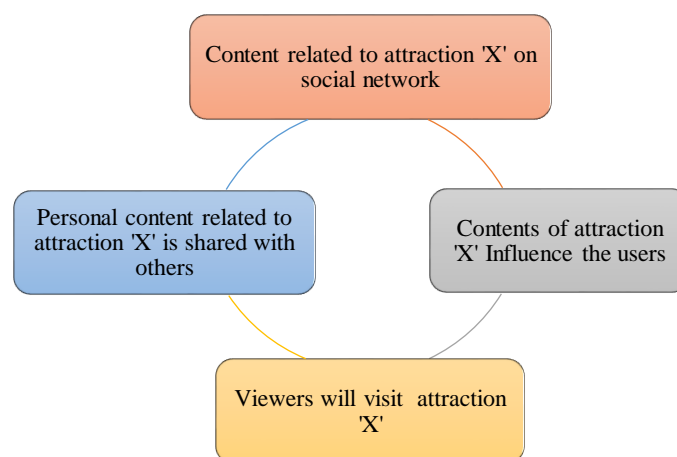 Content related to attraction 'X' on
social network
Personal content related to
attraction 'X' is shared with
others
Contents of attraction
'X' Influence the users
Viewers will visit attraction
'X'